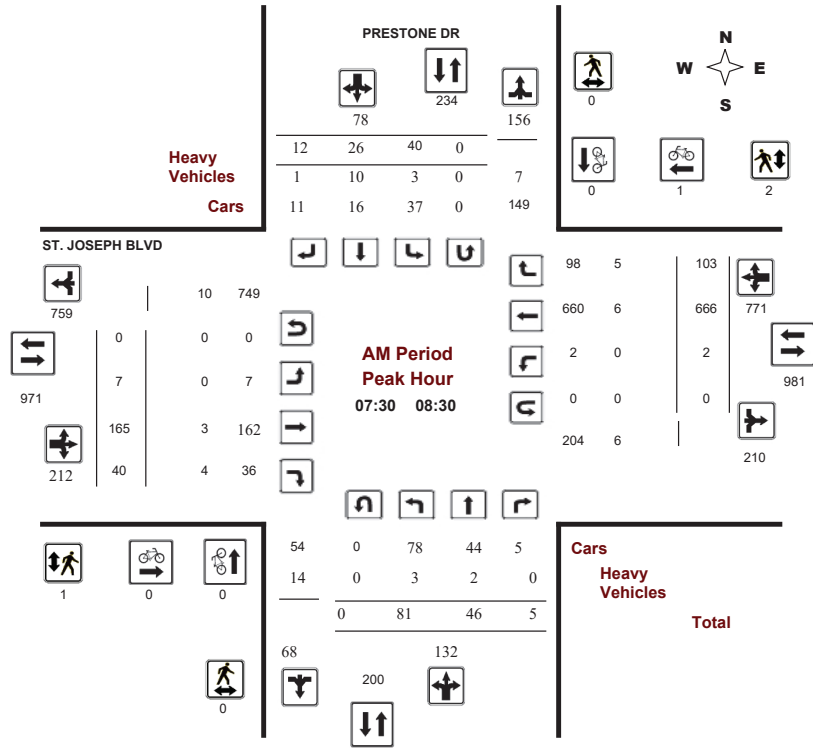 PRESTONE DR
N
W E
S
234
0
78 156
12 26 40 0
Heavy
Vehicles
1 10 3 0 7
0 1 2
Cars
11 16 37 0 149
ST. JOSEPH BLVD
98 5 103
10 749
759
660 6 666 771
0 0 0
AM Period
Peak Hour
2 0 2
7 0 7
971
981
07:30 08:30
0 0 0
165 3 162
204 6
210
212
40 4 36
54 0 78 44 5
Cars
14 0 3 2 0
Heavy
Vehicles
1 0 0
0 81 46 5
Total
68 132
200
0